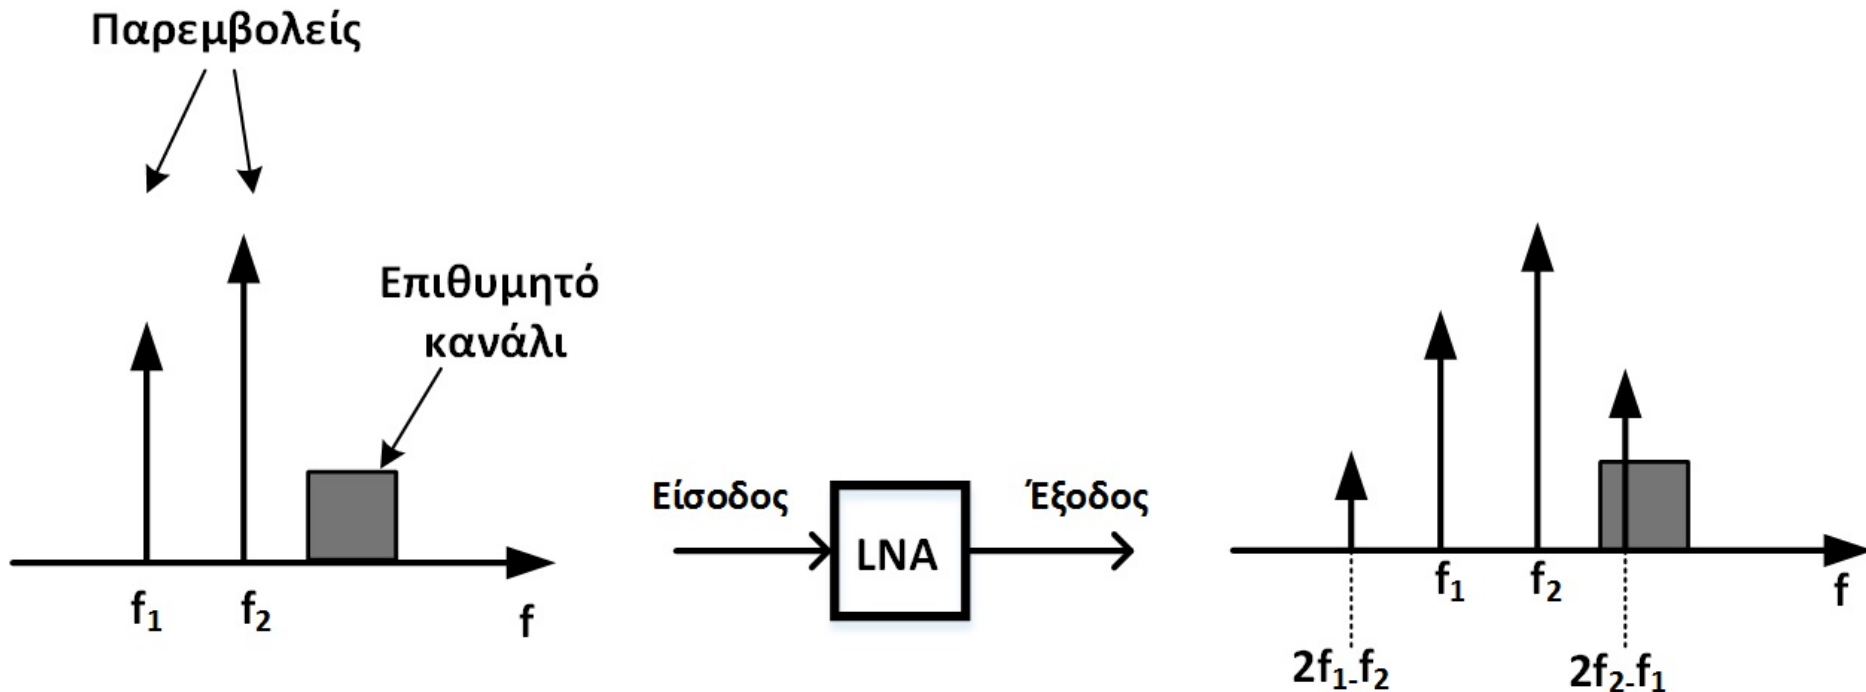 Παρεμβολείς
Επιθυμητό
κανάλι
f₁
f₂
f
Είσοδος
LNA
Έξοδος
f₁
f₂
f
2f₁-f₂
2f₂-f₁